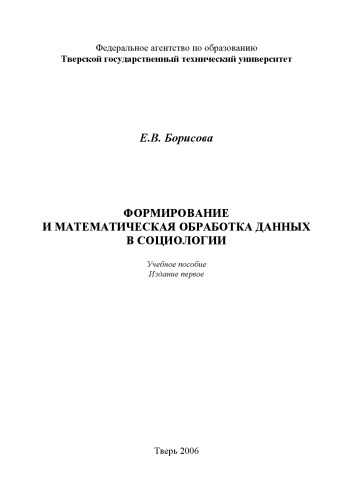 Федеральное агентство по образованию
Тверской государственный технический университет
Е.В. Борисова
ФОРМИРОВАНИЕ
И МАТЕМАТИЧЕСКАЯ ОБРАБОТКА ДАННЫХ
В СОЦИОЛОГИИ
Учебное пособие
Издание первое
Тверь 2006